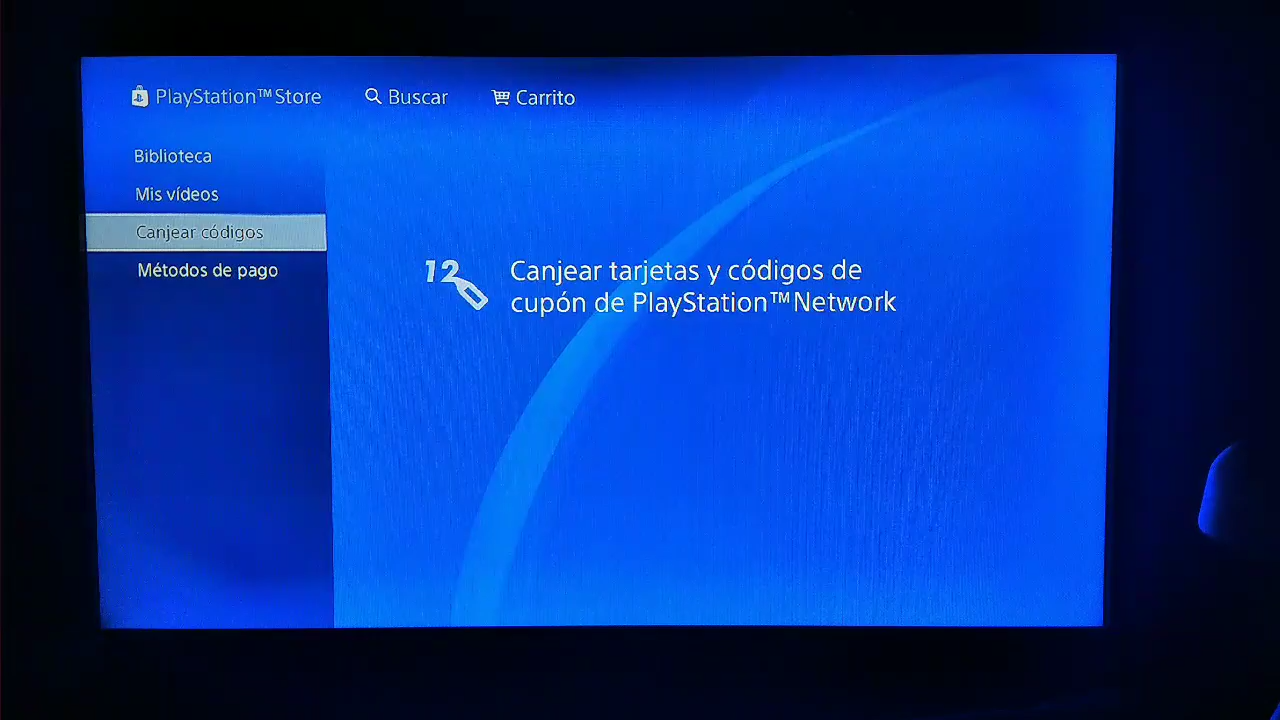 PlayStation™Store Buscar Carrito
Biblioteca
Mis vídeos
Canjear códigos
Métodos de pago
12
Canjear tarjetas y códigos de
cupón de PlayStation™Network